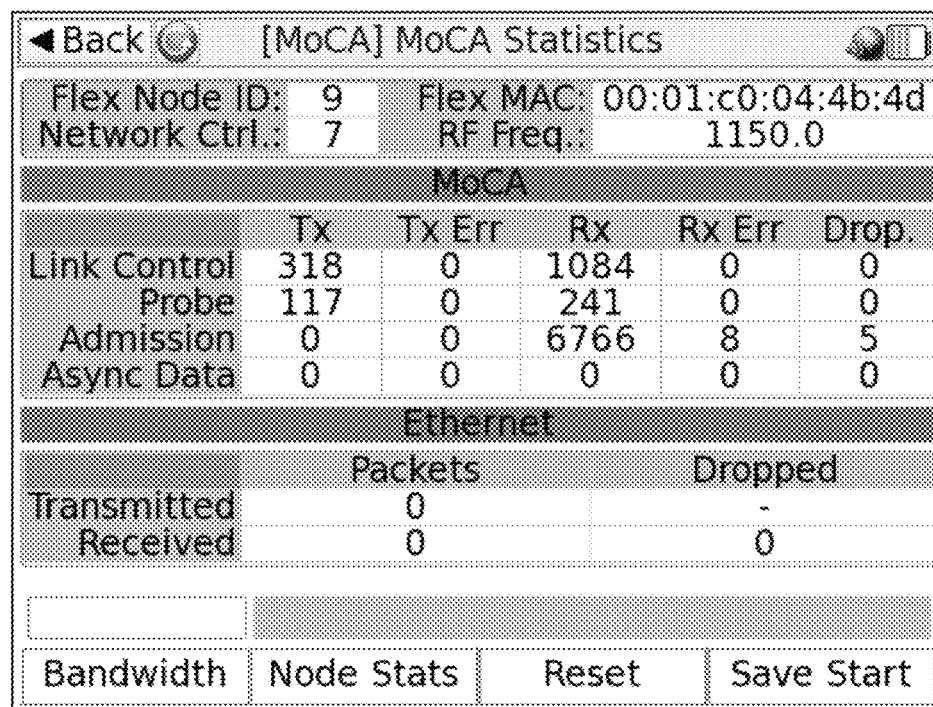 ◀ Back [MoCA] MoCA Statistics
Flex Node ID: 9 Flex MAC: 00:01:c0:04:4b:4d
Network Ctrl.: 7 RF Freq.: 1150.0
MoCA
Tx Tx Err Rx Rx Err Drop.
Link Control 318 0 1084 0 0
Probe 117 0 241 0 0
Admission 0 0 6766 8 5
Async Data 0 0 0 0 0
Ethernet
Packets Dropped
Transmitted 0 -
Received 0 0
Bandwidth Node Stats Reset Save Start